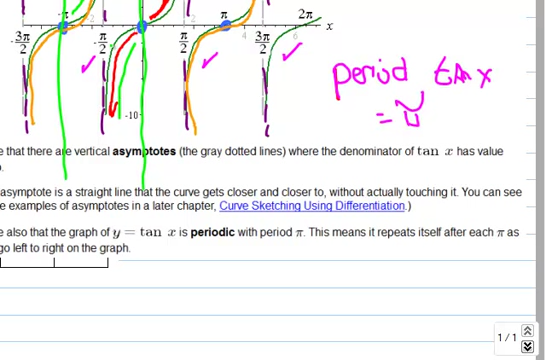 -π π 2π x
-3π/2 -π/2 π/2 3π/2
2 4 6
-10
period tan x
= π
e that there are vertical asymptotes (the gray dotted lines) where the denominator of tan x has value
asymptote is a straight line that the curve gets closer and closer to, without actually touching it. You can see
e examples of asymptotes in a later chapter, Curve Sketching Using Differentiation.)
e also that the graph of y = tan x is periodic with period π. This means it repeats itself after each π as
go left to right on the graph.
1 / 1